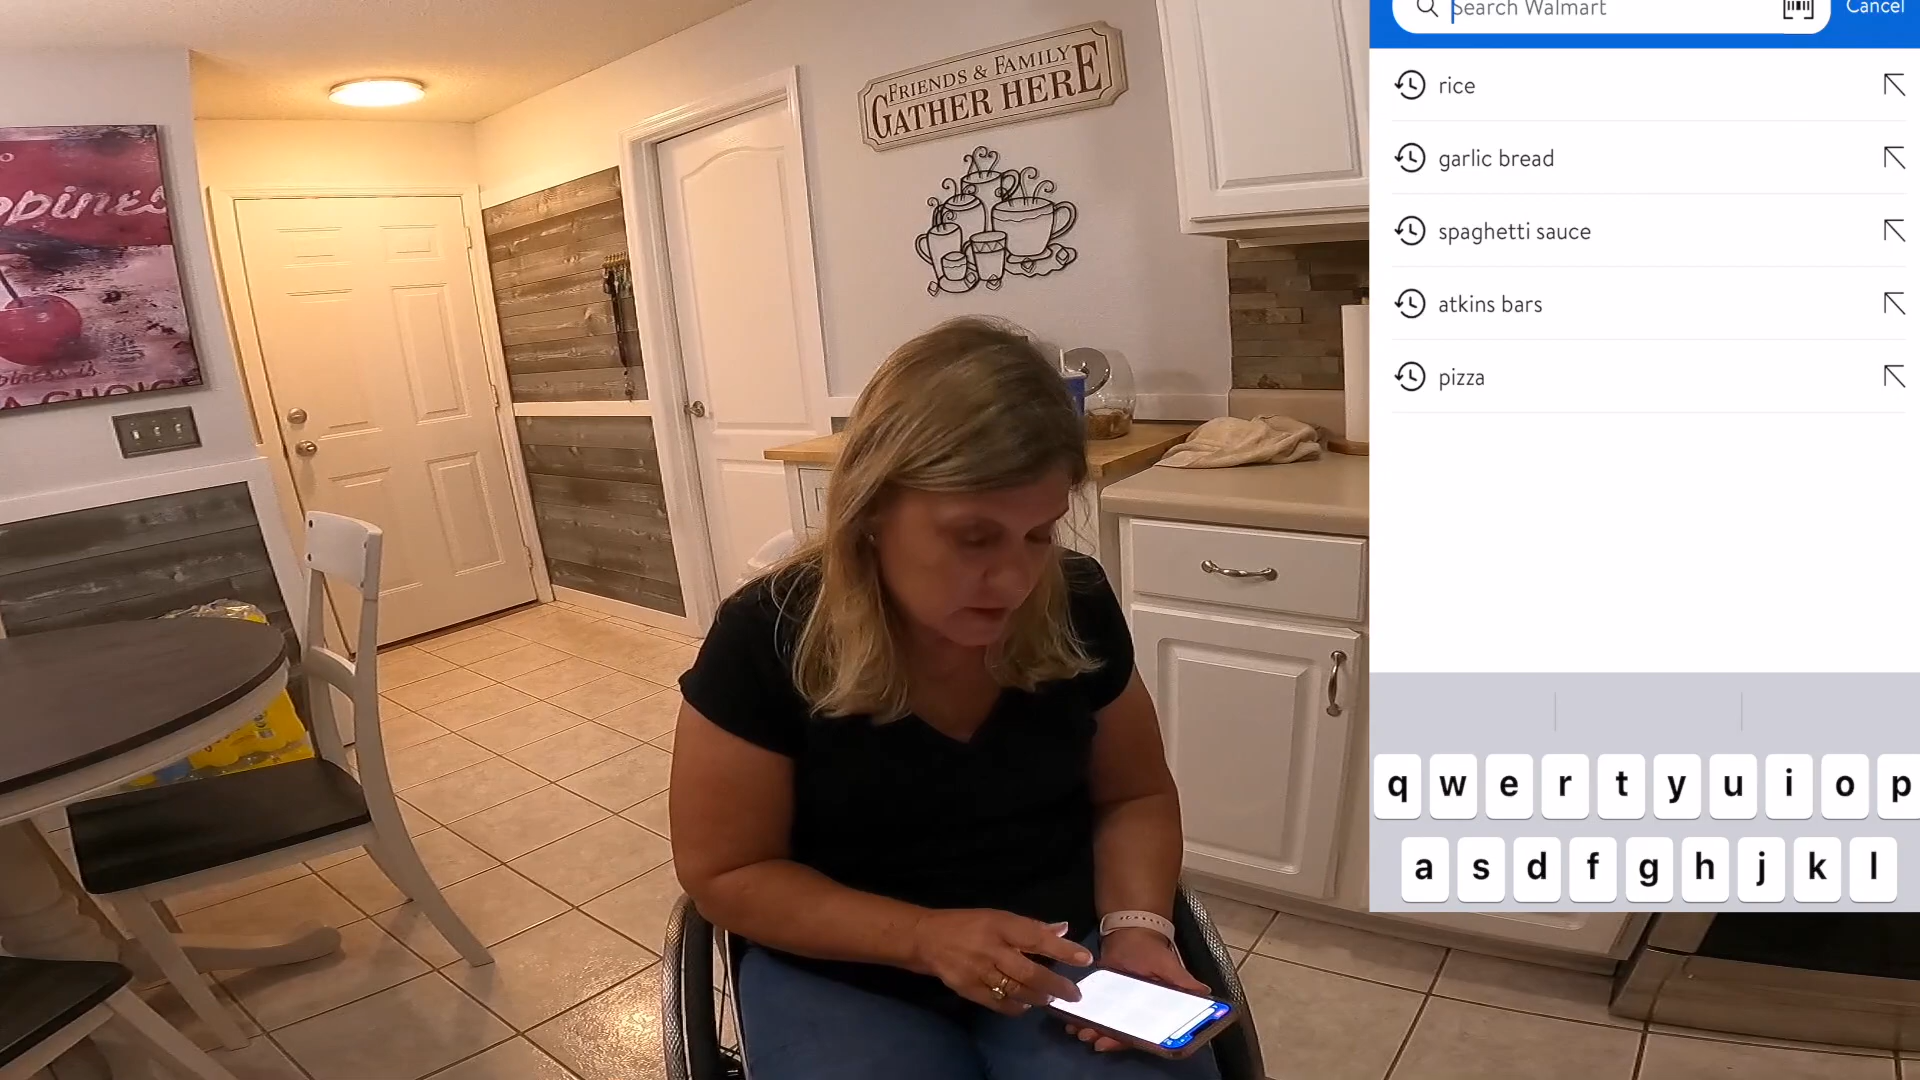 Search Walmart
Cancel
rice
garlic bread
spaghetti sauce
atkins bars
pizza
q w e r t y u i o p
a s d f g h j k l
FRIENDS & FAMILY
GATHER HERE